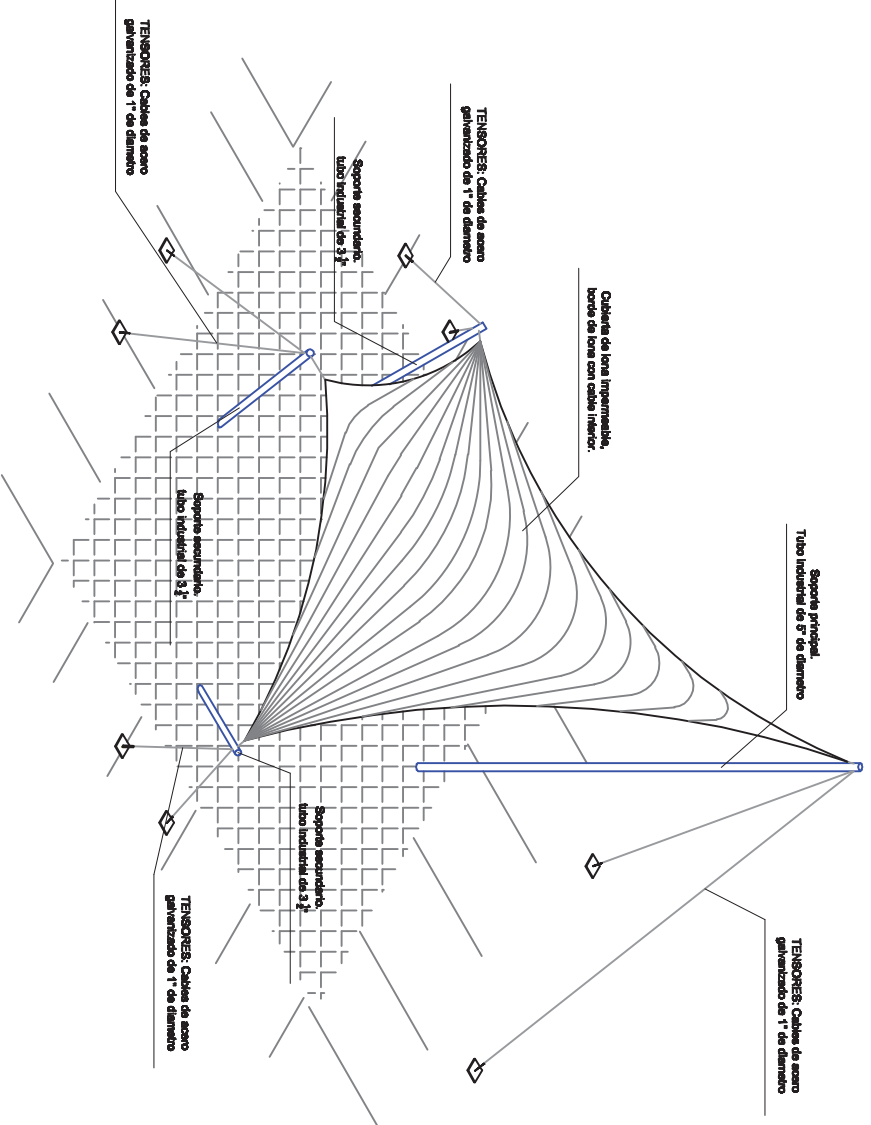 Soporte principal.
Tubo industrial de 5" de diametro
TENSORES: Cables de acero
galvanizado de 1" de diametro
Cubierta de lona impermeable,
borde de lona con cable interior.
TENSORES: Cables de acero
galvanizado de 1" de diametro
Soporte secundario.
tubo industrial de 3 ½"
Soporte secundario.
tubo industrial de 3 ½"
Soporte secundario.
tubo industrial de 3 ½"
TENSORES: Cables de acero
galvanizado de 1" de diametro
TENSORES: Cables de acero
galvanizado de 1" de diametro